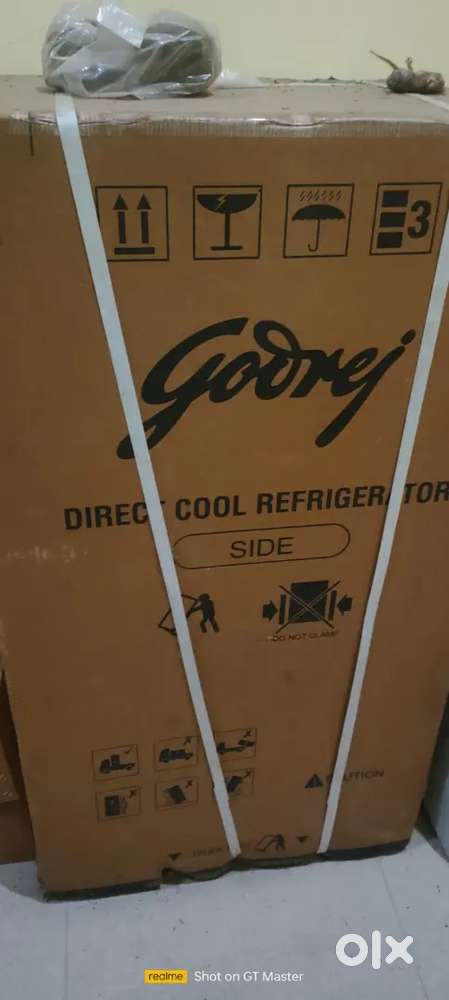 3
Godrej
DIRECT COOL REFRIGERATOR
SIDE
DO NOT CLAMP
CAUTION
olx
realme Shot on GT Master